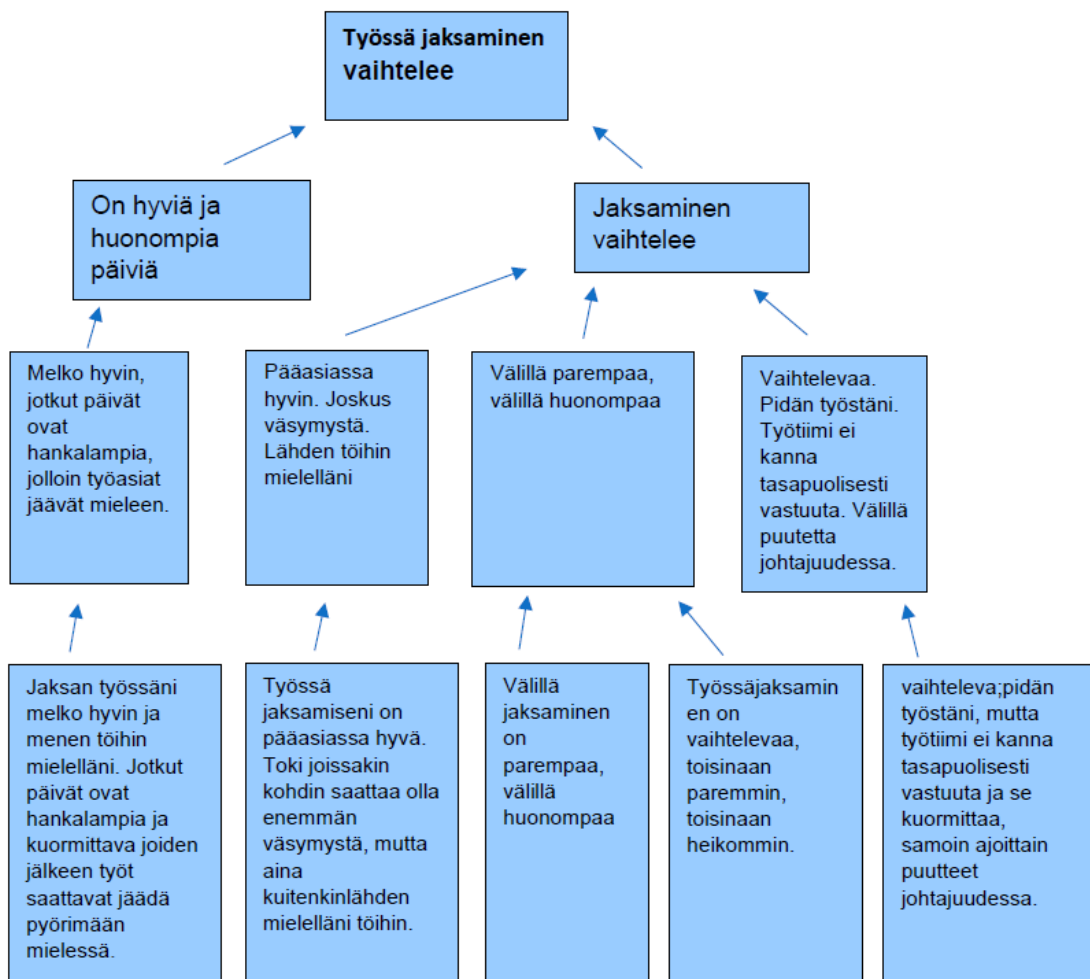 Työssä jaksaminen
vaihtelee
On hyviä ja
huonompia
päiviä
Jaksaminen
vaihtelee
Melko hyvin,
jotkut päivät
ovat
hankalampia,
jolloin työasiat
jäävät mieleen.
Pääasiassa
hyvin. Joskus
väsymystä.
Lähden töihin
mielelläni
Välillä parempaa,
välillä huonompaa
Vaihtelevaa.
Pidän työstäni.
Työtiimi ei
kanna
tasapuolisesti
vastuuta. Välillä
puutetta
johtajuudessa.
Jaksan työssäni
melko hyvin ja
menen töihin
mielelläni. Jotkut
päivät ovat
hankalampia ja
kuormittava joiden
jälkeen työt
saattavat jäädä
pyörimään
mielessä.
Työssä
jaksamiseni on
pääasiassa hyvä.
Toki joissakin
kohdin saattaa olla
enemmän
väsymystä, mutta
aina
kuitenkinlähden
mielelläni töihin.
Välillä
jaksaminen
on
parempaa,
välillä
huonompaa
Työssäjaksamin
en on
vaihtelevaa,
toisinaan
paremmin,
toisinaan
heikommin.
vaihteleva;pidän
työstäni, mutta
työtiimi ei kanna
tasapuolisesti
vastuuta ja se
kuormittaa,
samoin ajoittain
puutteet
johtajuudessa.